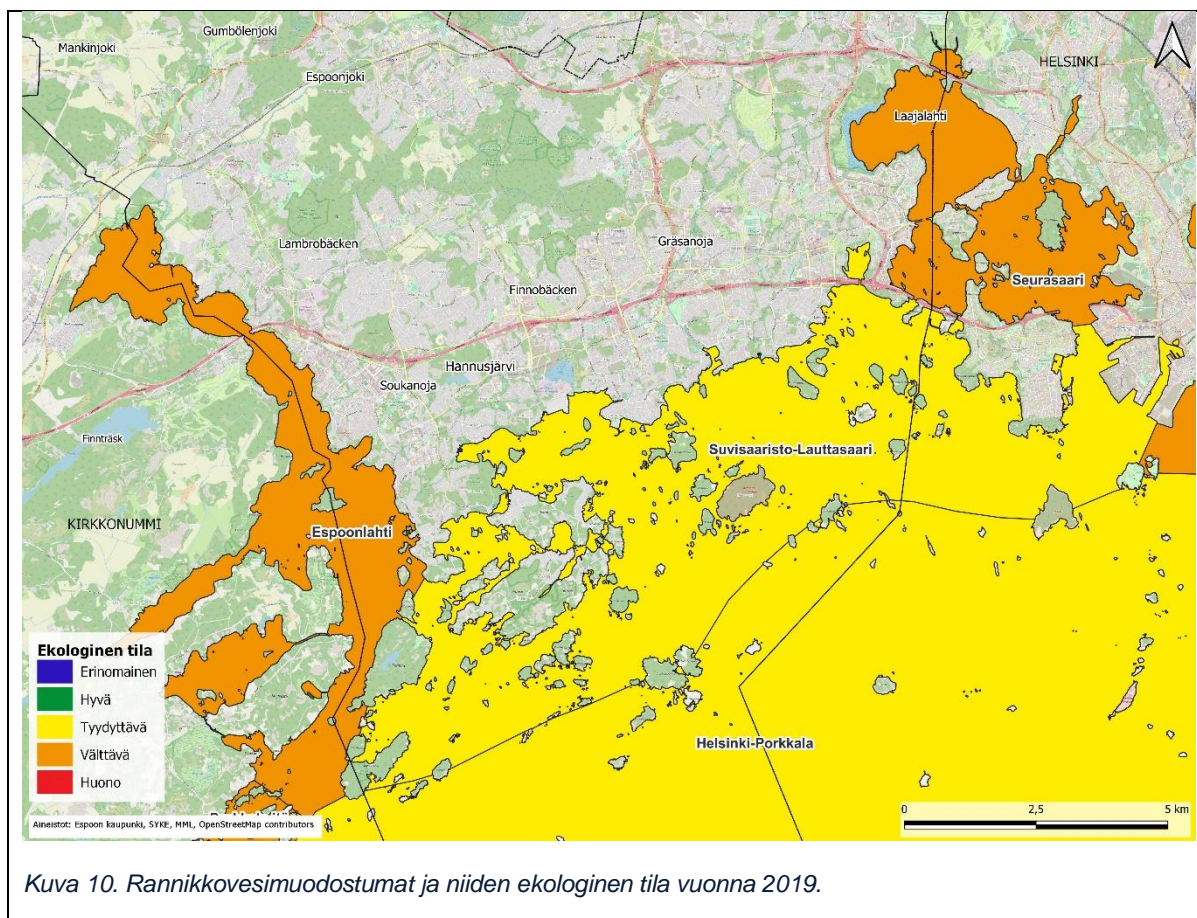 Gumbölenjoki
Mankinjoki
Espoonjoki
HELSINKI
Laajalahti
Lambrobäcken
Gräsanoja
Finnobäcken
Seurasaari
Hannusjärvi
Soukanoja
Finnträsk
Suvisaaristo-Lauttasaari
KIRKKONUMMI
Espoonlahti
Helsinki-Porkkala
Ekologinen tila
Erinomainen
Hyvä
Tyydyttävä
Välttävä
Huono
0 2,5 5 km
Aineistot: Espoon kaupunki, SYKE, MML, OpenStreetMap contributors
Kuva 10. Rannikkovesimuodostumat ja niiden ekologinen tila vuonna 2019.